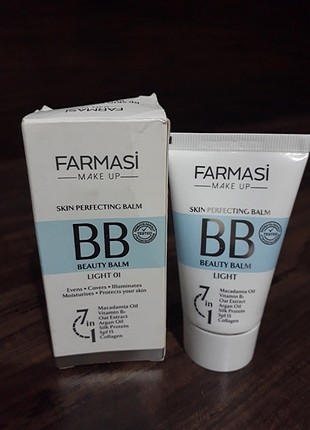 FARMASİ
MAKE UP
SKIN PERFECTING BALM
BB
BEAUTY BALM
LIGHT 01
Evens • Covers • Illuminates
Moisturises • Protects your skin
7 in 1
Macadamia Oil
Vitamin B5
Oat Extract
Argan Oil
Silk Protein
Spf 15
Collagen
FARMASİ
MAKE UP
SKIN PERFECTING BALM
TESTED
BB
BEAUTY BALM
LIGHT
7 in 1
Macadamia Oil
Vitamin B5
Oat Extract
Argan Oil
Silk Protein
Spf 15
Collagen